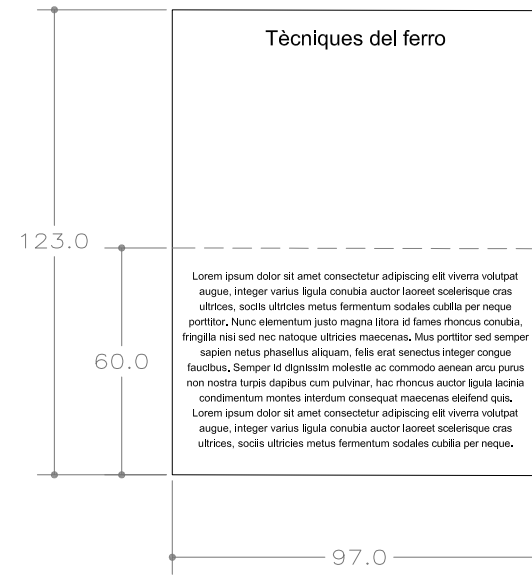 Tècniques del ferro
123.0
Lorem ipsum dolor sit amet consectetur adipiscing elit viverra volutpat
augue, integer varius ligula conubia auctor laoreet scelerisque cras
ultrices, sociis ultricies metus fermentum sodales cubilia per neque
porttitor. Nunc elementum justo magna litora id fames rhoncus conubia,
fringilla nisi sed nec natoque ultricies maecenas. Mus porttitor sed semper
sapien netus phasellus aliquam, felis erat senectus integer congue
faucibus. Semper id dignissim molestie ac commodo aenean arcu purus
non nostra turpis dapibus cum pulvinar, hac rhoncus auctor ligula lacinia
condimentum montes interdum consequat maecenas eleifend quis.
Lorem ipsum dolor sit amet consectetur adipiscing elit viverra volutpat
augue, integer varius ligula conubia auctor laoreet scelerisque cras
ultrices, sociis ultricies metus fermentum sodales cubilia per neque.
60.0
97.0